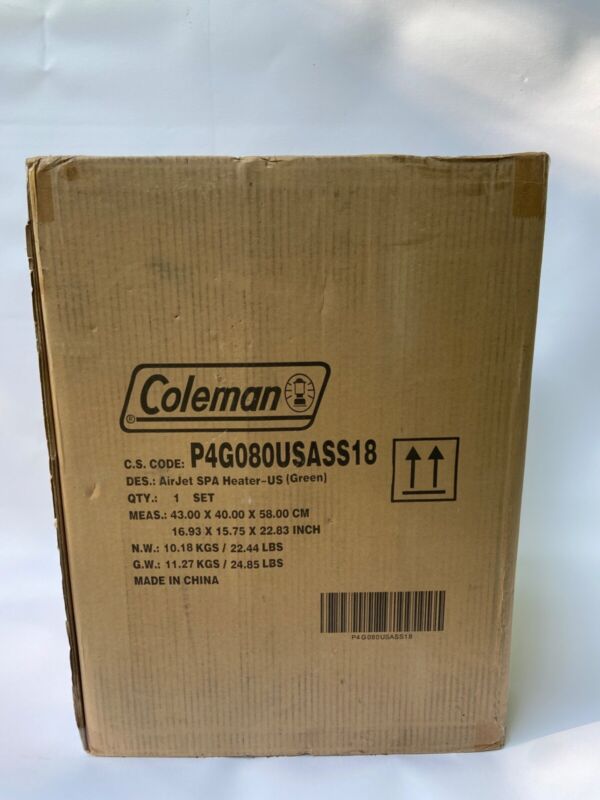 Coleman
®
C.S. CODE: P4G080USASS18
DES.: AirJet SPA Heater-US (Green)
QTY.: 1 SET
MEAS.: 43.00 X 40.00 X 58.00 CM
16.93 X 15.75 X 22.83 INCH
N.W.: 10.18 KGS / 22.44 LBS
G.W.: 11.27 KGS / 24.85 LBS
MADE IN CHINA
P4G080USASS18